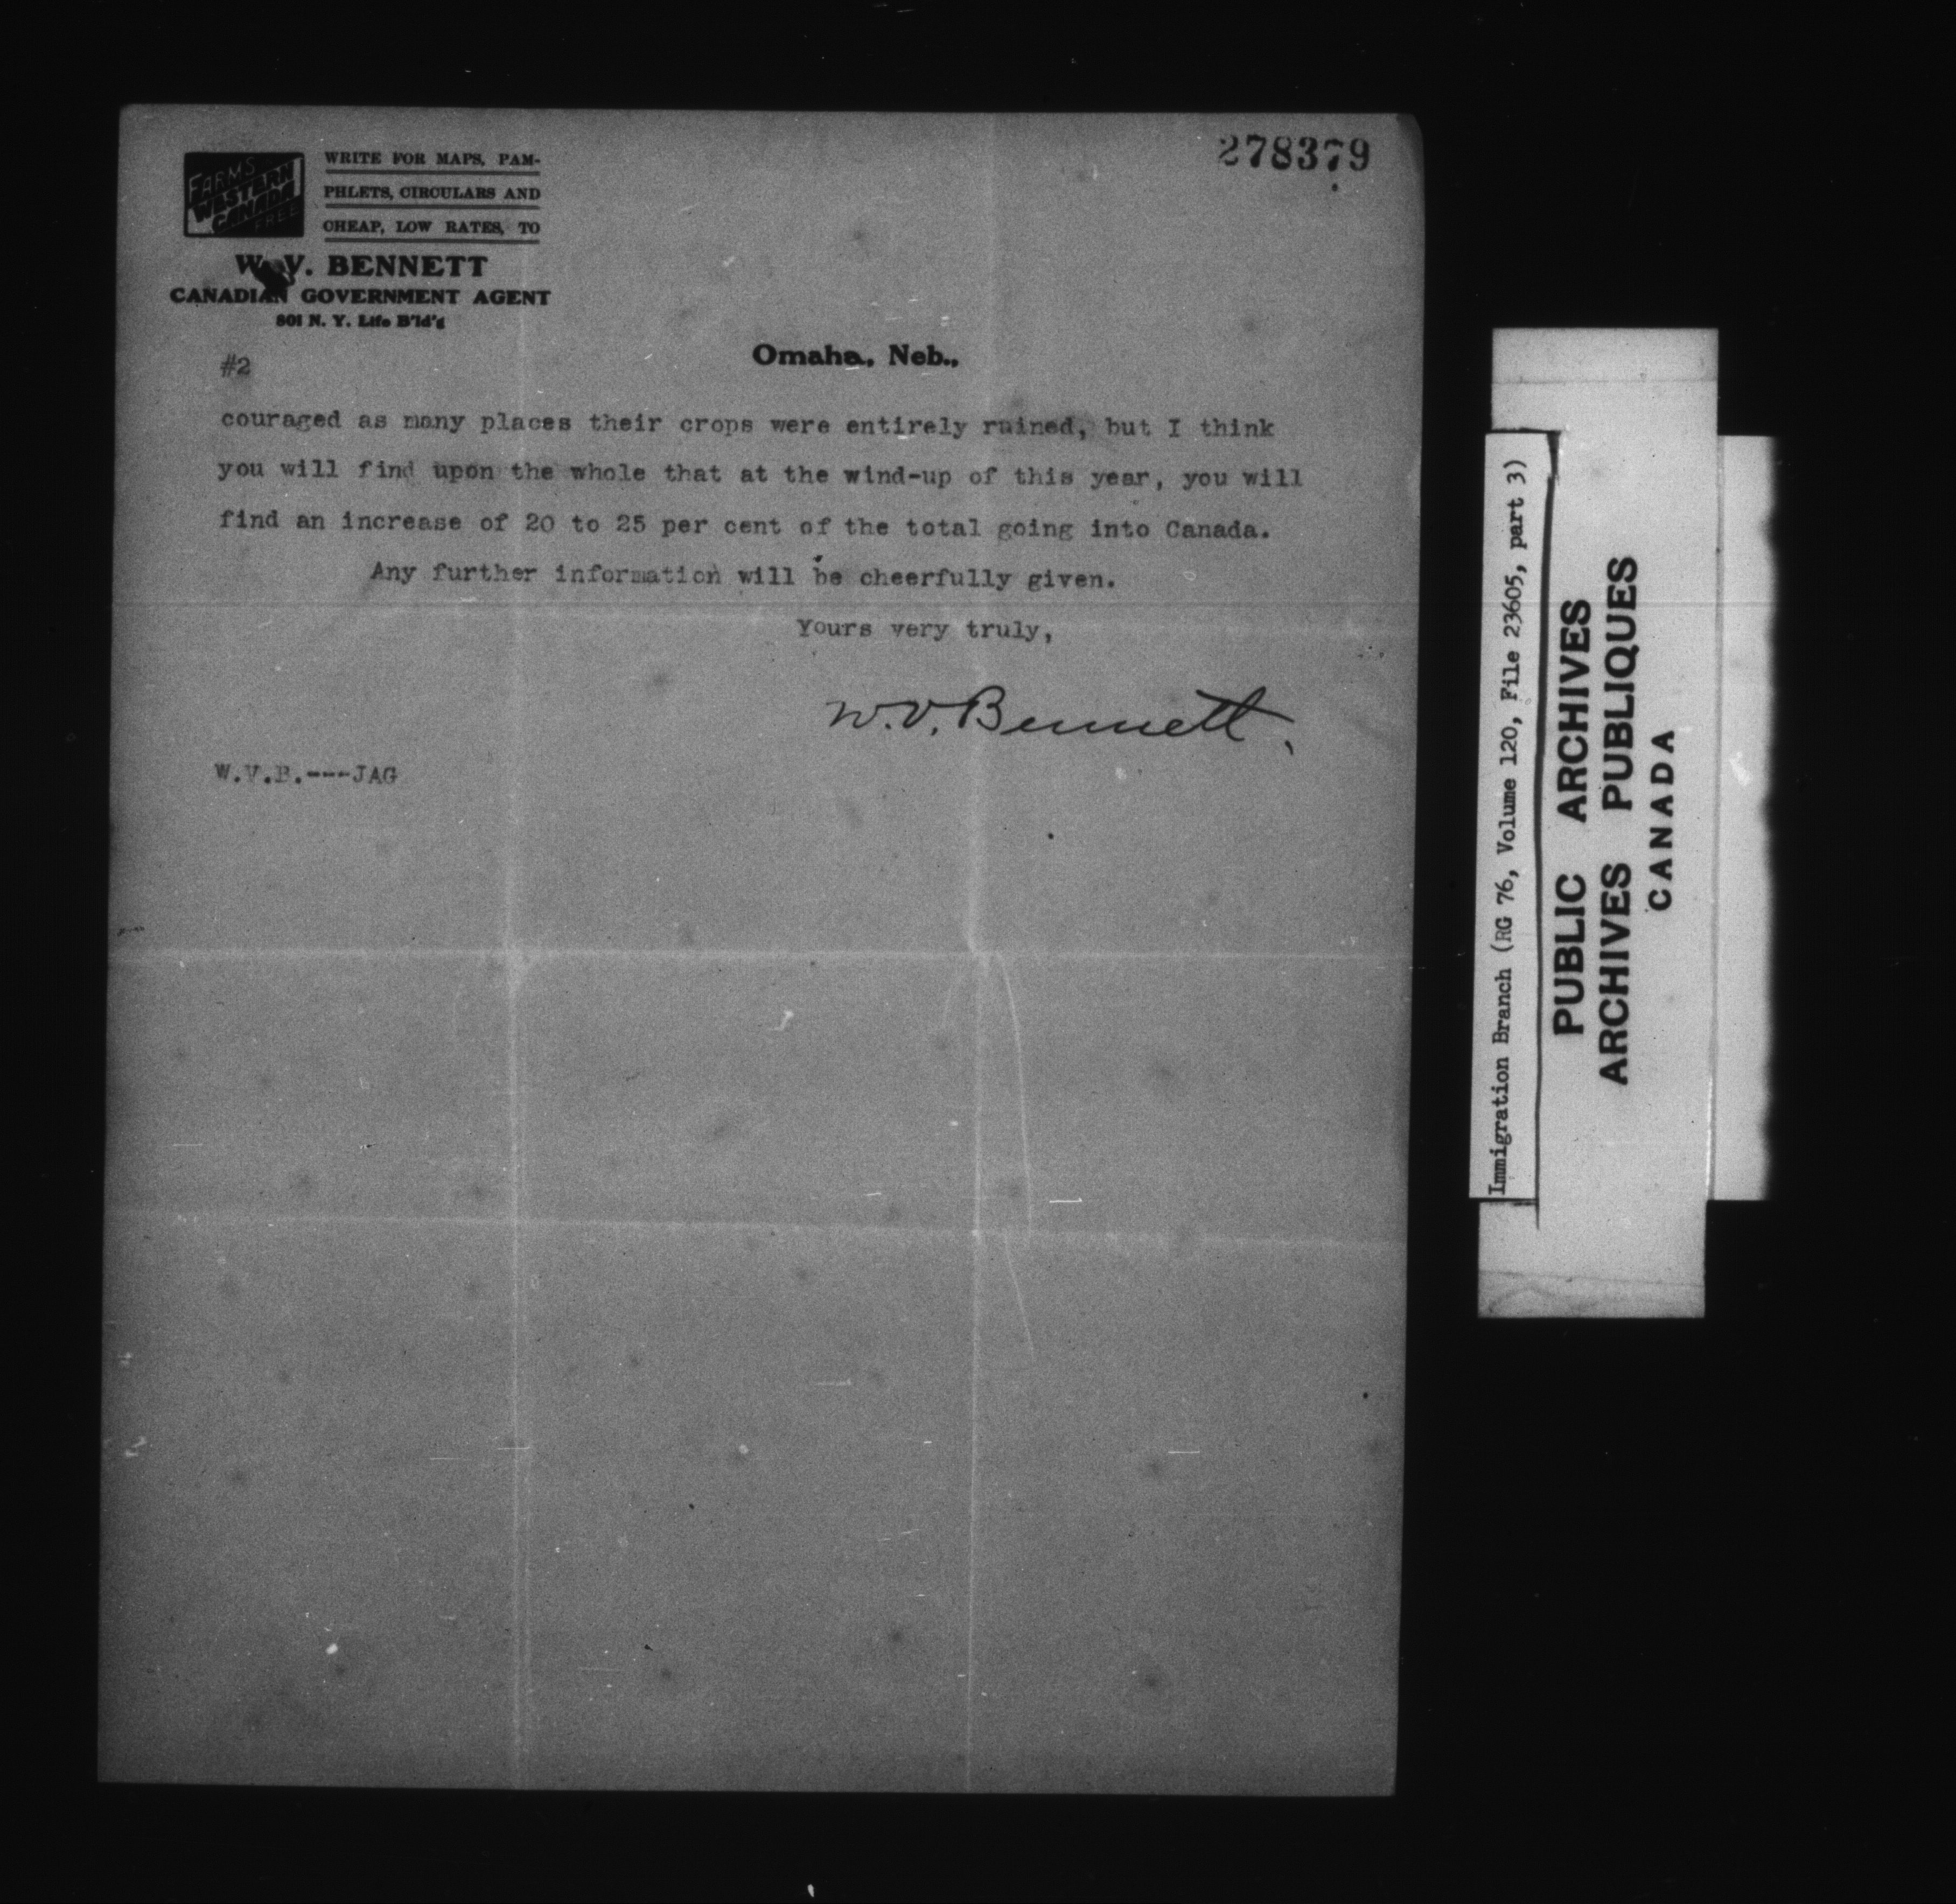 278379
FARMS
WESTERN
CANADA
FREE
WRITE FOR MAPS, PAM-
PHLETS, CIRCULARS AND
CHEAP, LOW RATES, TO
W. V. BENNETT
CANADIAN GOVERNMENT AGENT
801 N. Y. Life B'ld'g
Omaha, Neb.,
#2
couraged as many places their crops were entirely ruined, but I think
you will find upon the whole that at the wind-up of this year, you will
find an increase of 20 to 25 per cent of the total going into Canada.
Any further information will be cheerfully given.
Yours very truly,
W.V. Bennett.
W.V.B.---JAG
Immigration Branch (RG 76, Volume 120, File 23605, part 3)
PUBLIC ARCHIVES
ARCHIVES PUBLIQUES
CANADA